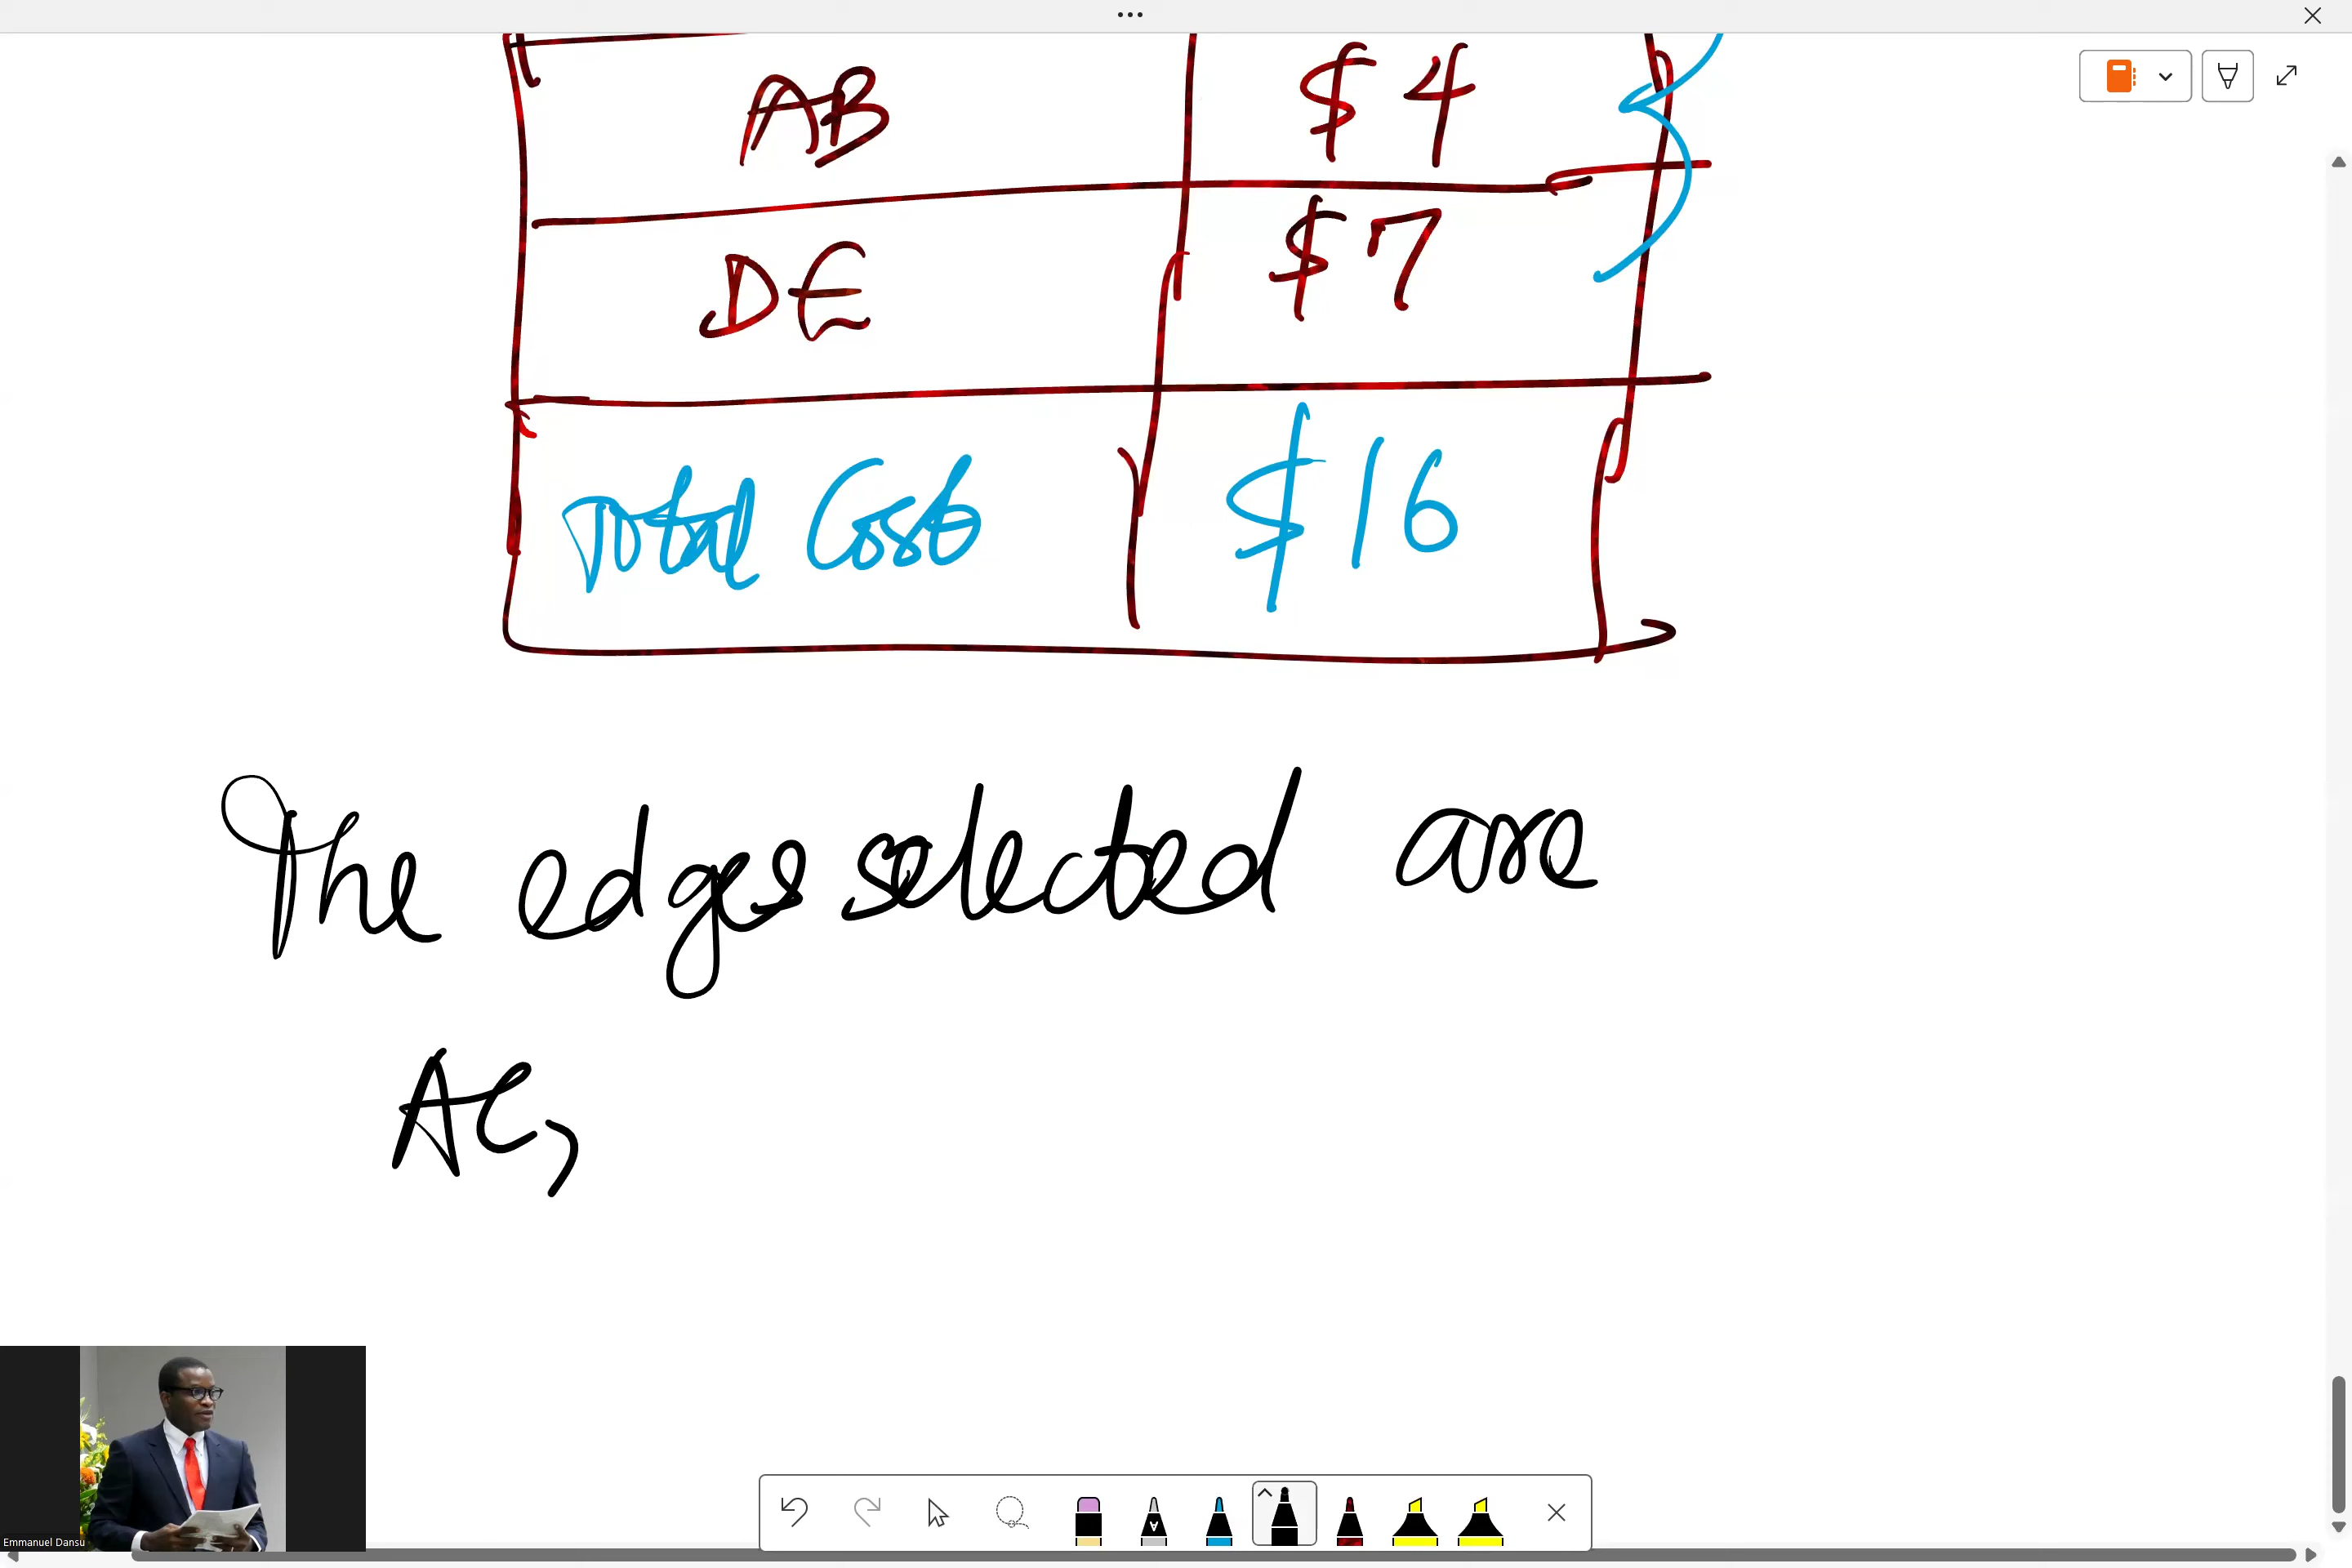 AB $4
DE $7
Total Cost $16
The edges selected are
AC,
Emmanuel Dansu